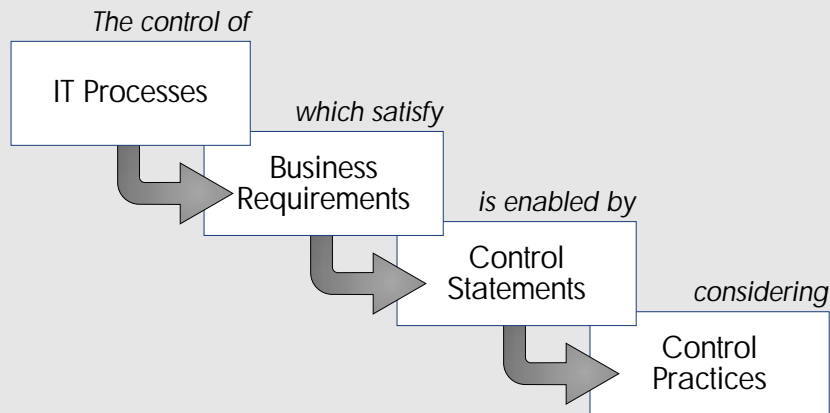 The control of
IT Processes
which satisfy
Business
Requirements
is enabled by
Control
Statements
considering
Control
Practices